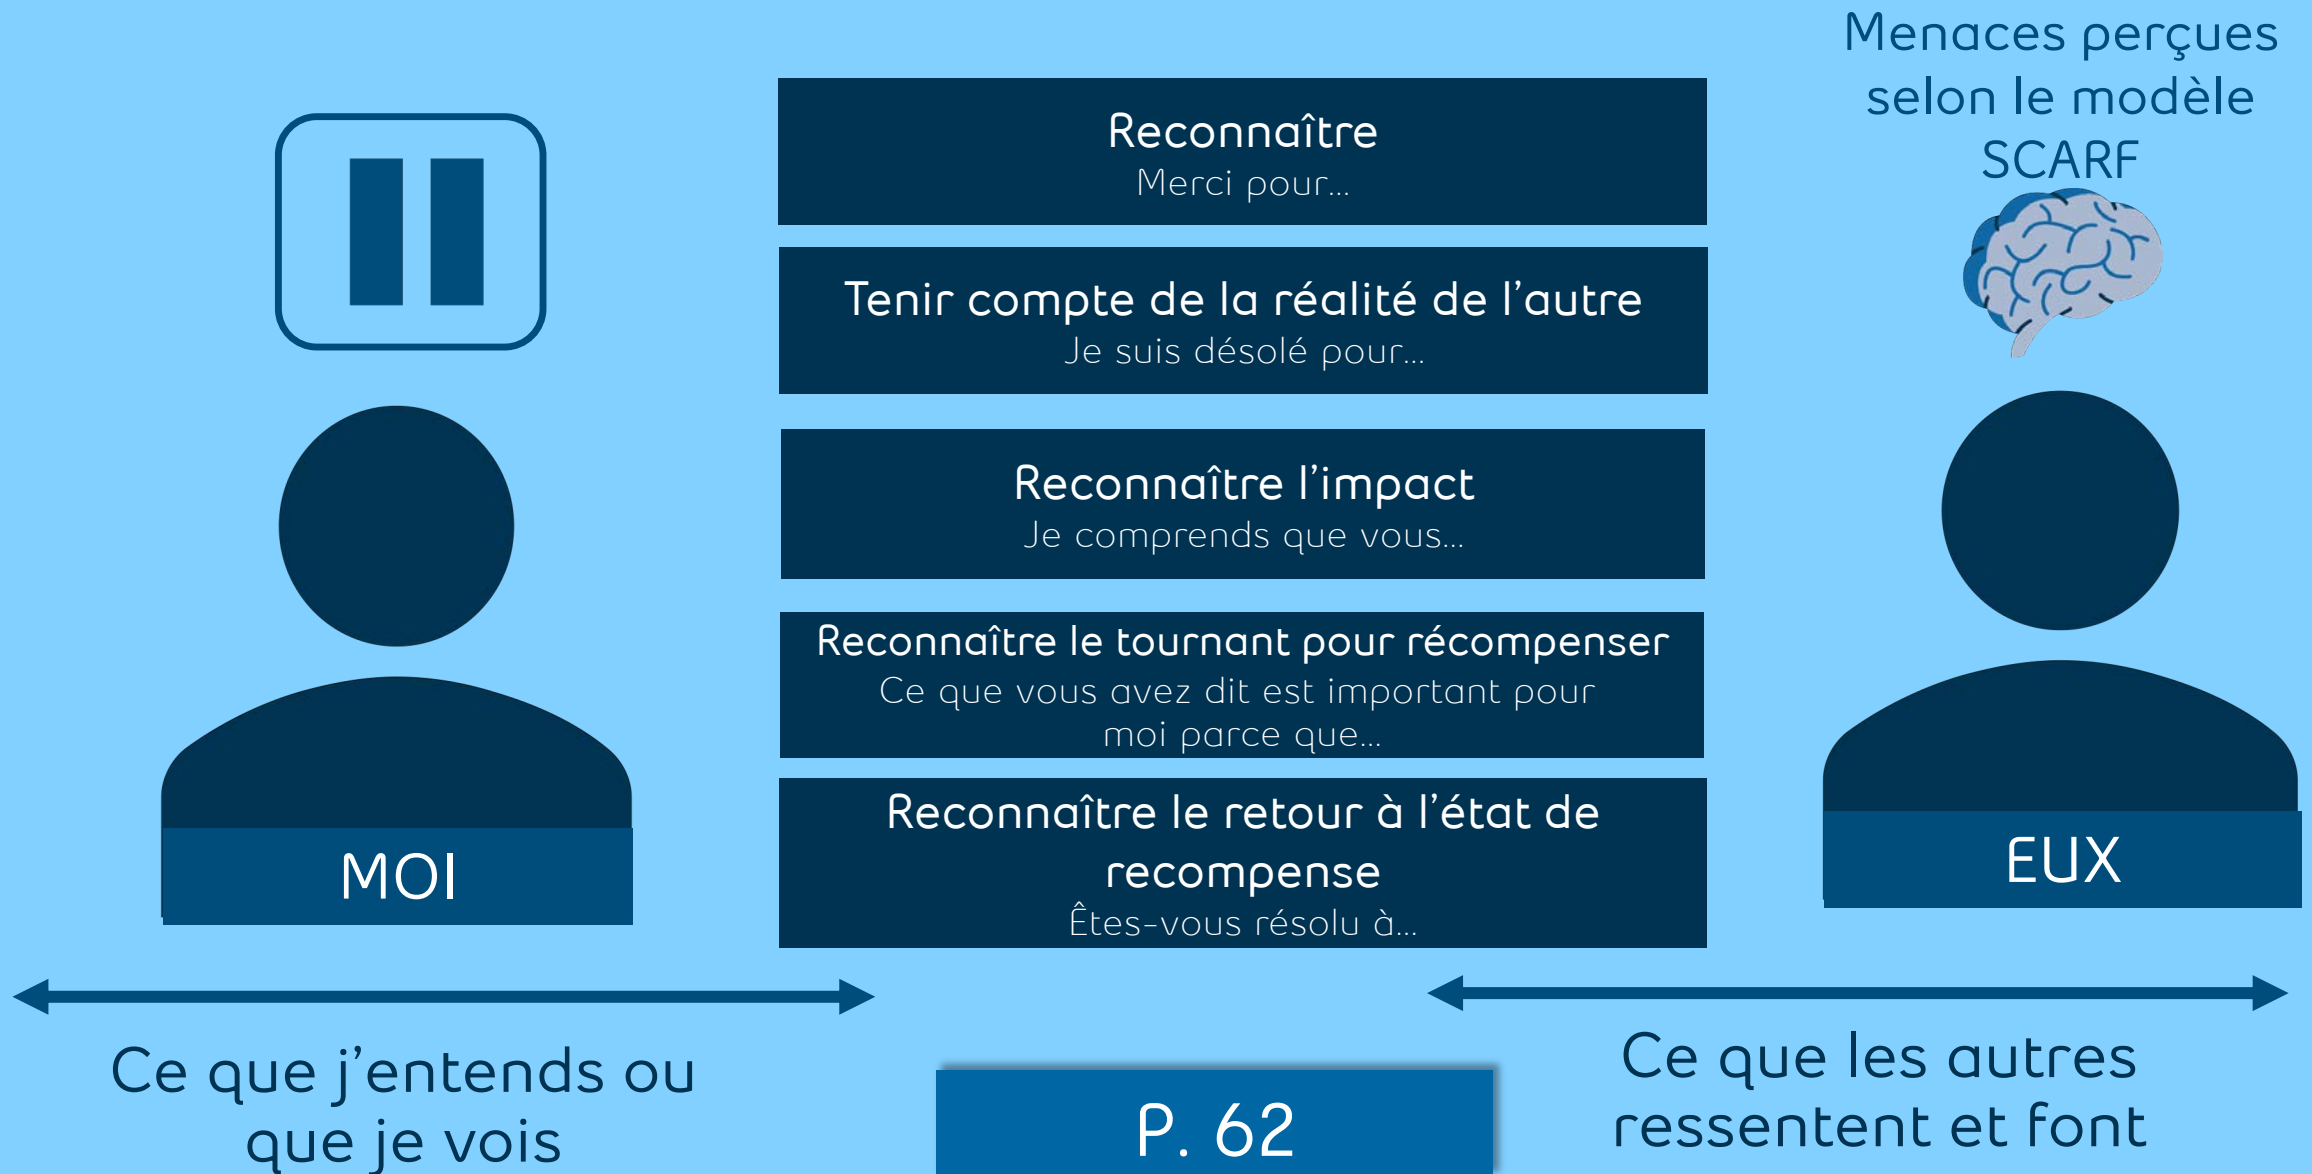 Menaces perçues
selon le modèle
SCARF
Reconnaître
Merci pour...
Tenir compte de la réalité de l'autre
Je suis désolé pour...
Reconnaître l'impact
Je comprends que vous...
Reconnaître le tournant pour récompenser
Ce que vous avez dit est important pour
moi parce que...
Reconnaître le retour à l'état de
recompense
Êtes-vous résolu à...
MOI
EUX
Ce que j'entends ou
que je vois
Ce que les autres
ressentent et font
P. 62